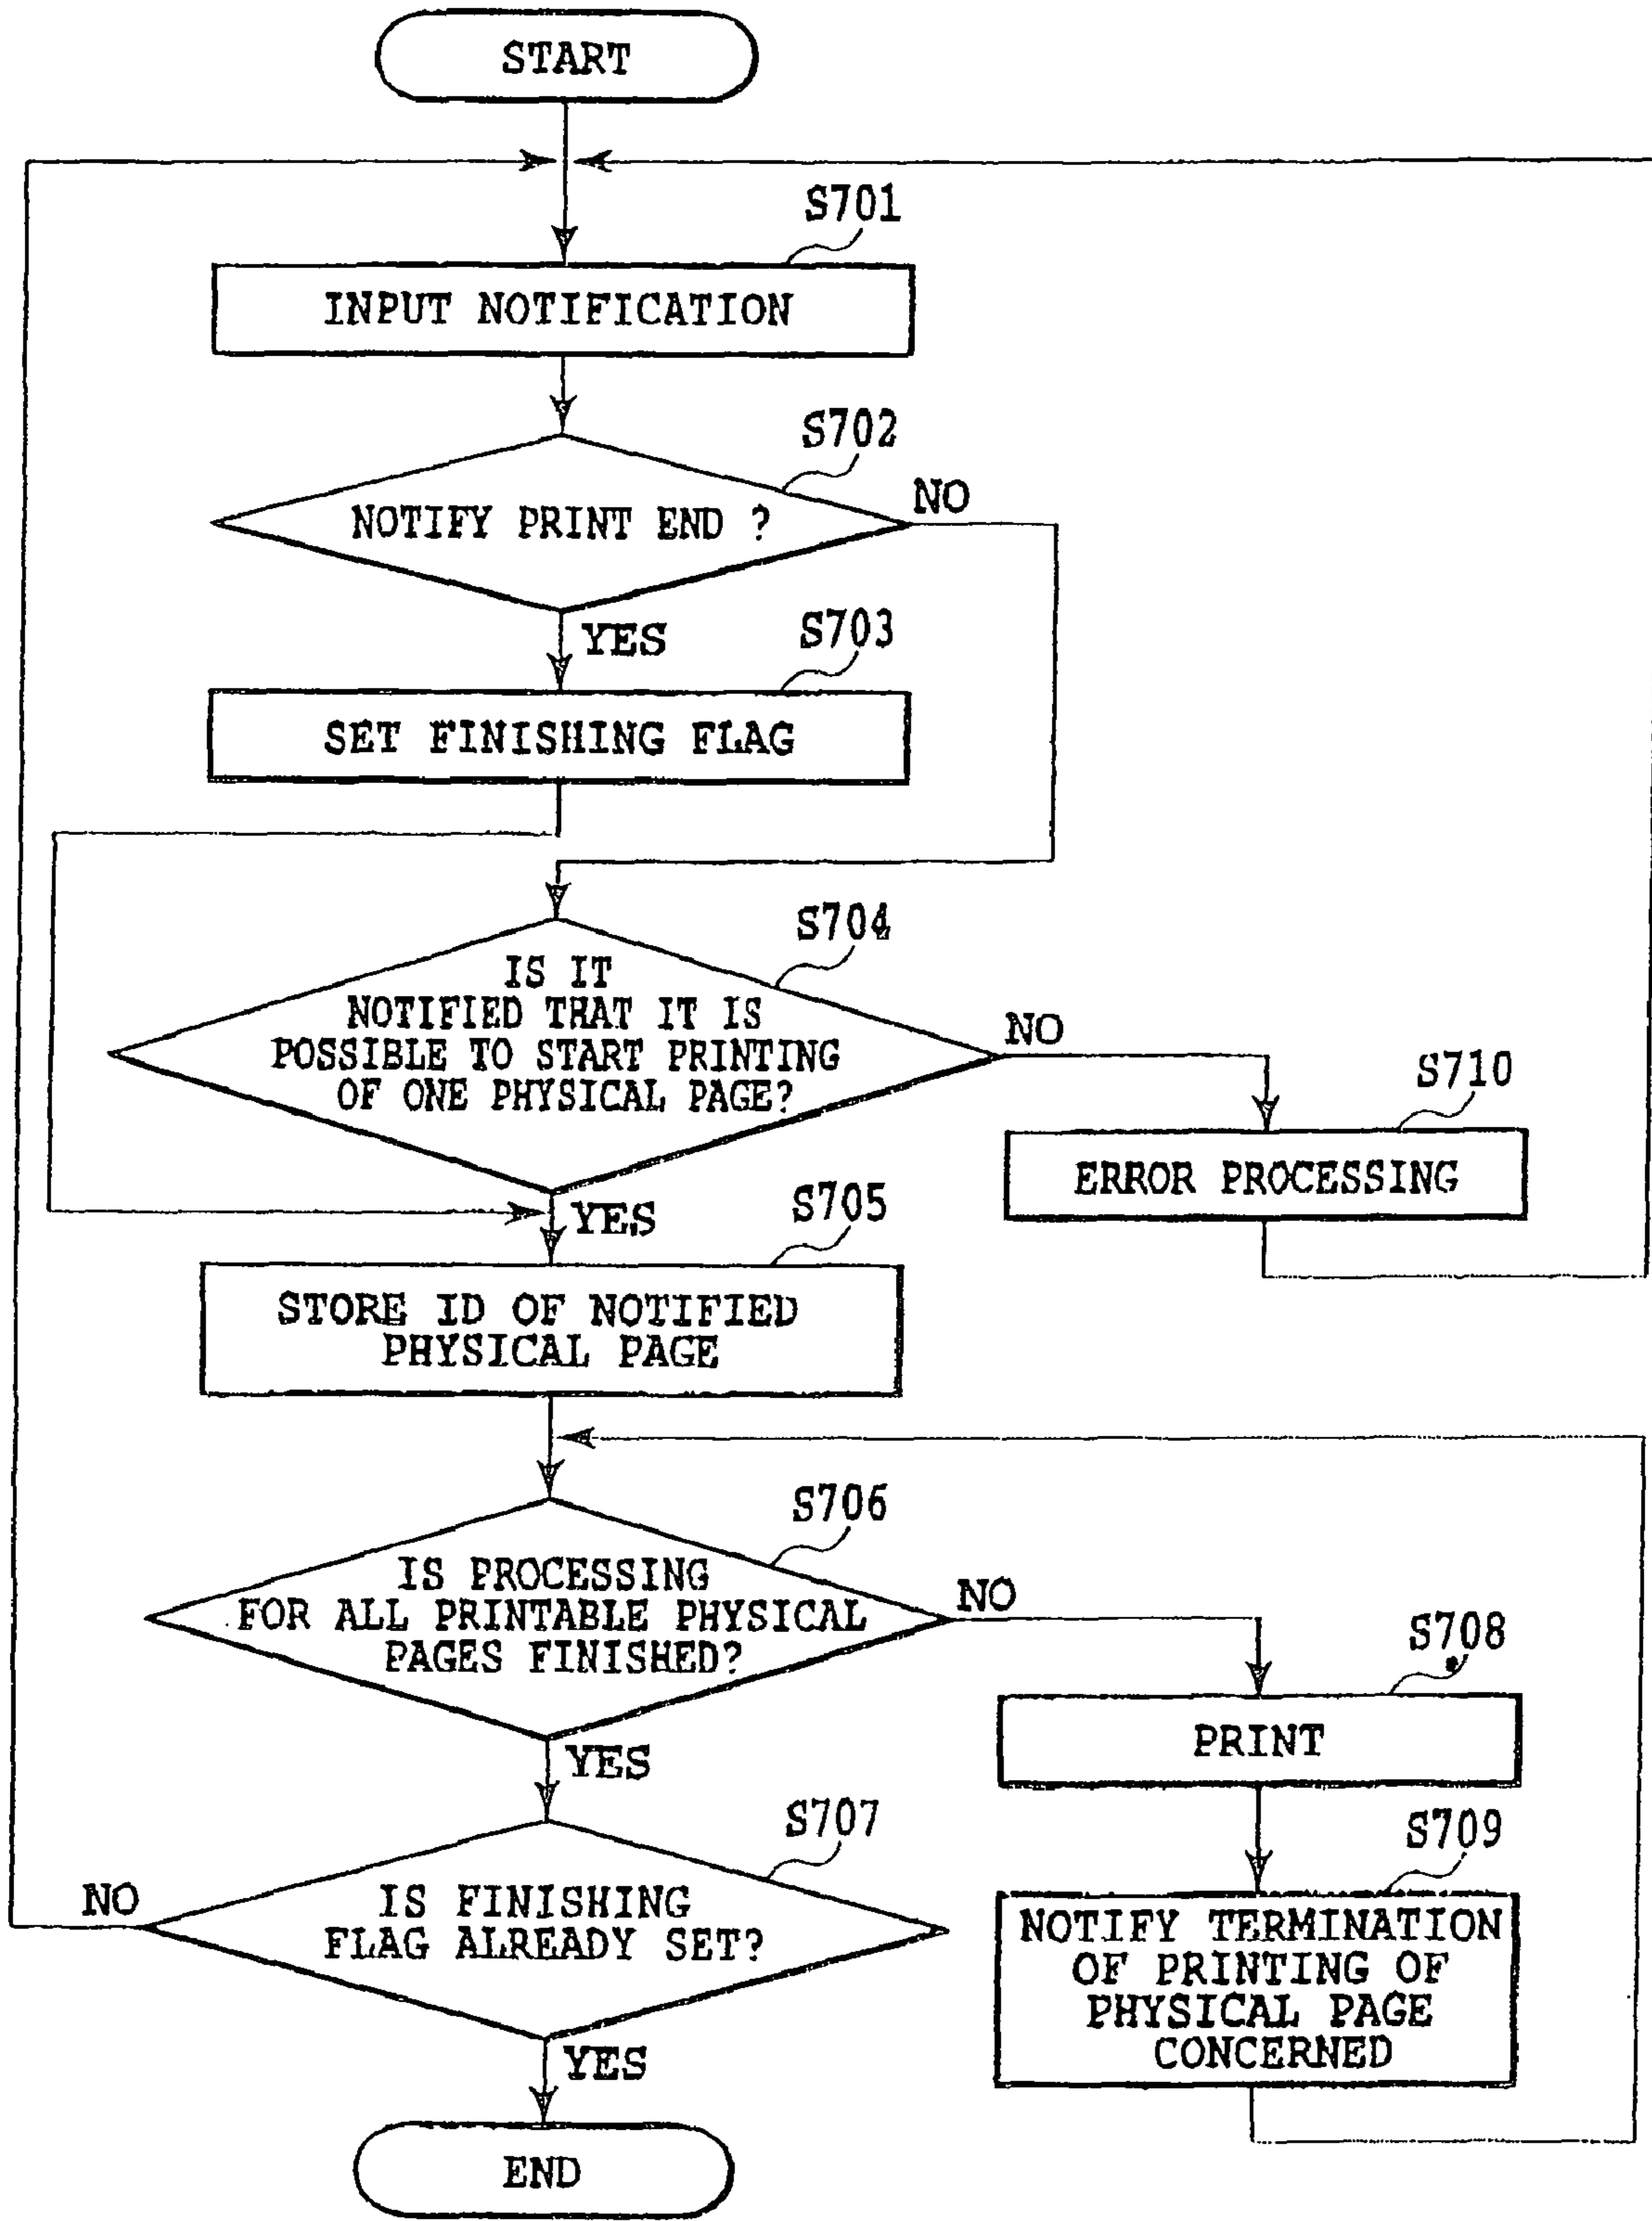 START
S701
INPUT NOTIFICATION
S702
NOTIFY PRINT END ?
NO
YES
S703
SET FINISHING FLAG
S704
IS IT
NOTIFIED THAT IT IS
POSSIBLE TO START PRINTING
OF ONE PHYSICAL PAGE?
NO
S710
ERROR PROCESSING
YES
S705
STORE ID OF NOTIFIED
PHYSICAL PAGE
S706
IS PROCESSING
FOR ALL PRINTABLE PHYSICAL
PAGES FINISHED?
NO
S708
PRINT
YES
S707
IS FINISHING
FLAG ALREADY SET?
NO
S709
NOTIFY TERMINATION
OF PRINTING OF
PHYSICAL PAGE
CONCERNED
YES
END